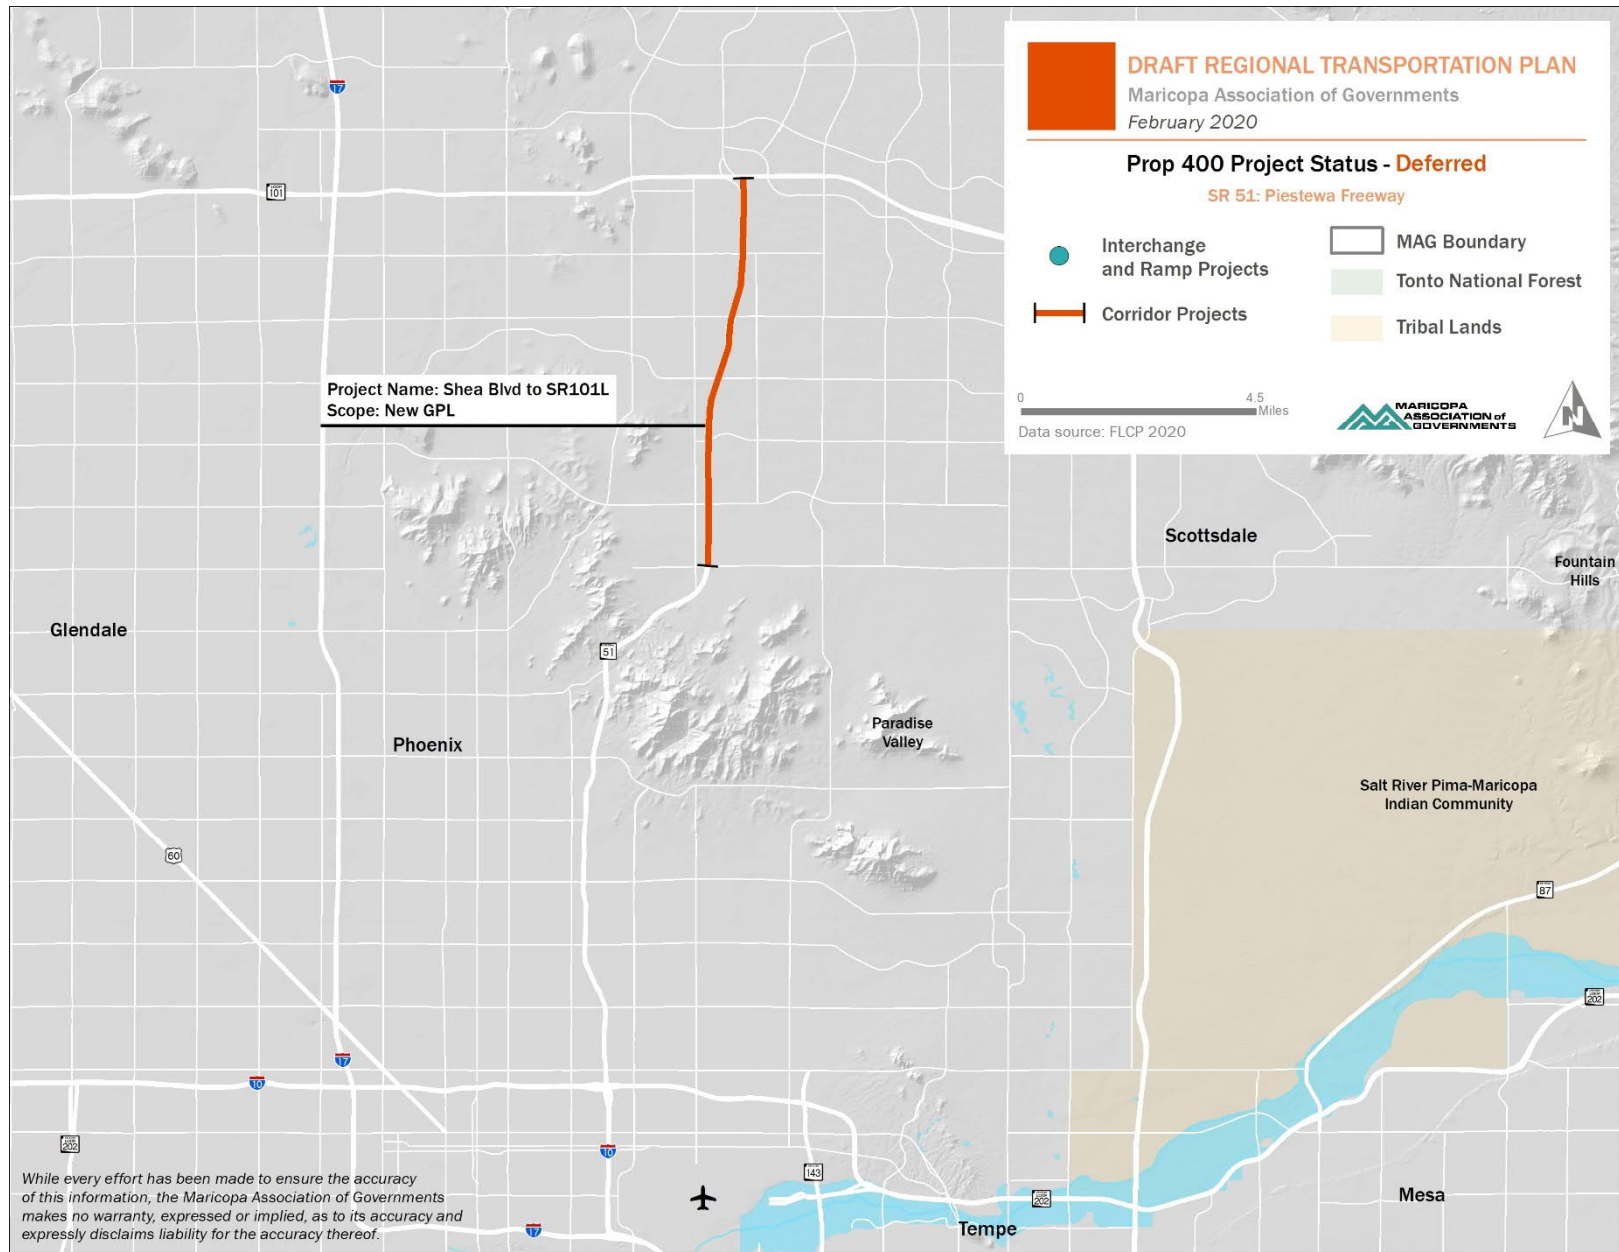 DRAFT REGIONAL TRANSPORTATION PLAN
Maricopa Association of Governments
February 2020
Prop 400 Project Status - Deferred
SR 51: Piestewa Freeway
Interchange
and Ramp Projects
Corridor Projects
MAG Boundary
Tonto National Forest
Tribal Lands
0 4.5
Miles
Data source: FLCP 2020
MARICOPA
ASSOCIATION of
GOVERNMENTS
N
17
LOOP
101
Project Name: Shea Blvd to SR101L
Scope: New GPL
Scottsdale
Fountain
Hills
Glendale
51
Paradise
Valley
Phoenix
Salt River Pima-Maricopa
Indian Community
60
87
202
17
10
202
10
143
202
Mesa
17
Tempe
While every effort has been made to ensure the accuracy
of this information, the Maricopa Association of Governments
makes no warranty, expressed or implied, as to its accuracy and
expressly disclaims liability for the accuracy thereof.